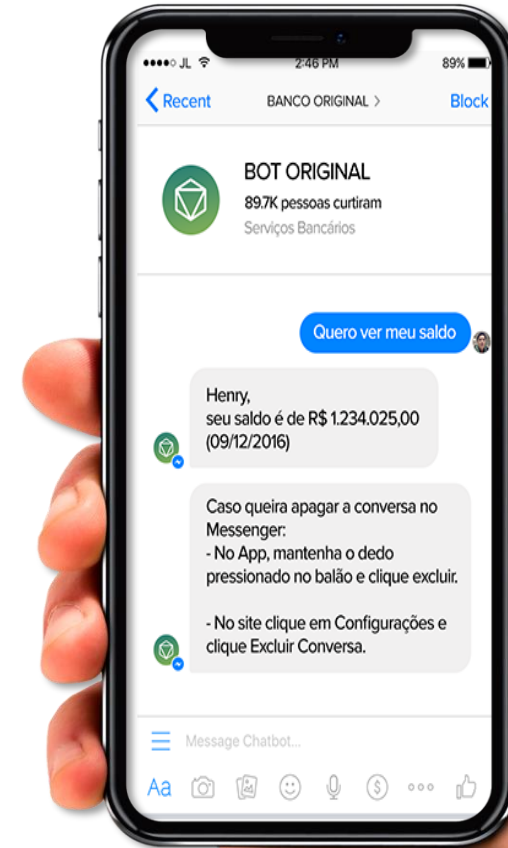 JL 2:46 PM 89%
Recent BANCO ORIGINAL > Block
BOT ORIGINAL
89.7K pessoas curtiram
Serviços Bancários
Quero ver meu saldo
Henry,
seu saldo é de R$ 1.234.025,00
(09/12/2016)
Caso queira apagar a conversa no
Messenger:
- No App, mantenha o dedo
pressionado no balão e clique excluir.
- No site clique em Configurações e
clique Excluir Conversa.
Message Chatbot...
Aa